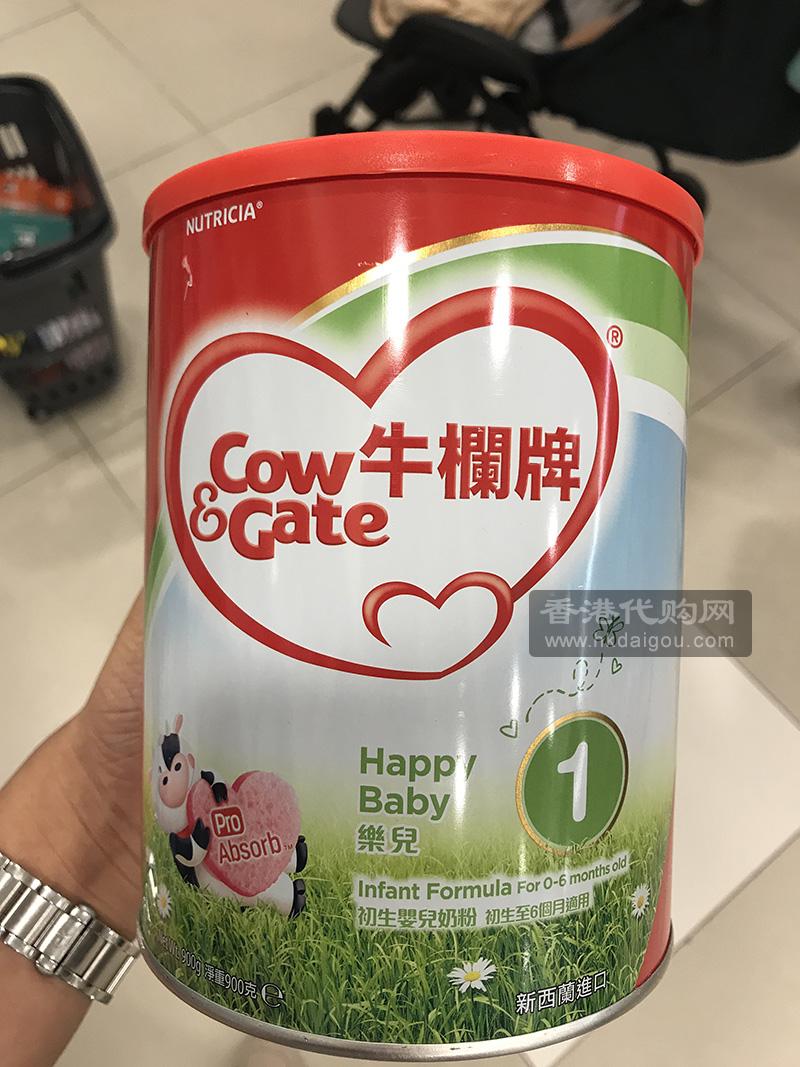 NUTRICIA®
®
Cow 牛欄牌
& Gate
香港代购网
www.hkdaigou.com
Happy
Baby
樂兒
1
Pro
Absorb™
Infant Formula For 0-6 months old
初生嬰兒奶粉 初生至6個月適用
900g 淨重900克 e
新西蘭進口